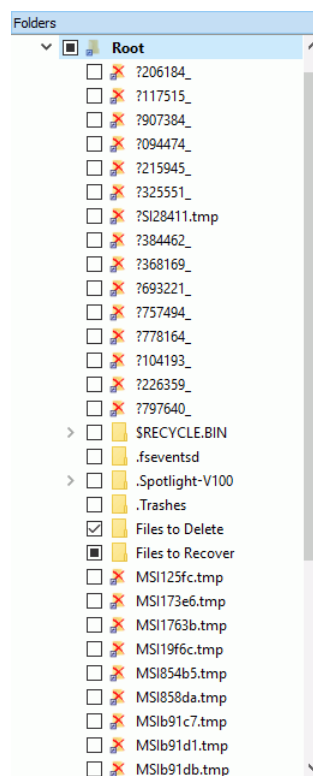 Folders
Root
?206184_
?117515_
?907384_
?094474_
?215945_
?325551_
?SI28411.tmp
?384462_
?368169_
?693221_
?757494_
?778164_
?104193_
?226359_
?797640_
$RECYCLE.BIN
.fseventsd
.Spotlight-V100
.Trashes
Files to Delete
Files to Recover
MSI125fc.tmp
MSI173e6.tmp
MSI1763b.tmp
MSI19f6c.tmp
MSI854b5.tmp
MSI858da.tmp
MSIb91c7.tmp
MSIb91d1.tmp
MSIb91db.tmp